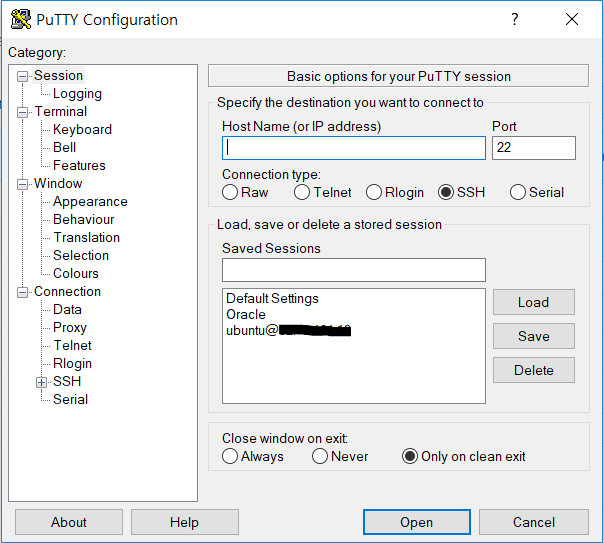 PuTTY Configuration
?
Category:
Session
Logging
Terminal
Keyboard
Bell
Features
Window
Appearance
Behaviour
Translation
Selection
Colours
Connection
Data
Proxy
Telnet
Rlogin
SSH
Serial
Basic options for your PuTTY session
Specify the destination you want to connect to
Host Name (or IP address) Port
22
Connection type:
Raw Telnet Rlogin SSH Serial
Load, save or delete a stored session
Saved Sessions
Default Settings
Oracle
ubuntu@
Load
Save
Delete
Close window on exit:
Always Never Only on clean exit
About Help Open Cancel